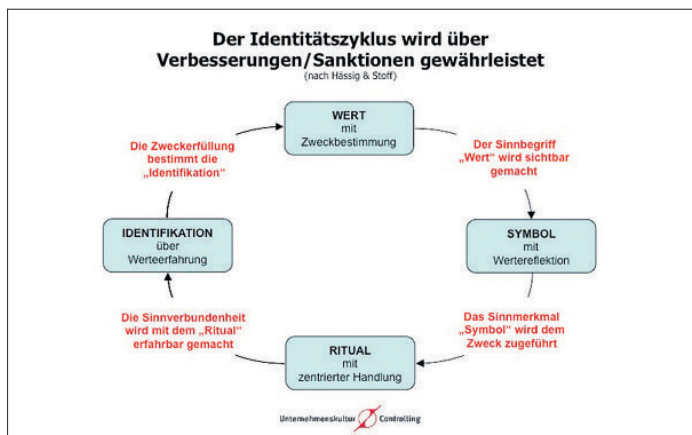 Der Identitätszyklus wird über
Verbesserungen/Sanktionen gewährleistet
(nach Hässig & Stoff)
WERT
mit
Zweckbestimmung
Der Sinnbegriff
„Wert“ wird sichtbar
gemacht
SYMBOL
mit
Wertereflektion
Das Sinnmerkmal
„Symbol“ wird dem
Zweck zugeführt
RITUAL
mit
zentrierter Handlung
Die Sinnverbundenheit
wird mit dem „Ritual“
erfahrbar gemacht
IDENTIFIKATION
über
Werteerfahrung
Die Zweckerfüllung
bestimmt die
„Identifikation“
Unternehmenskultur Controlling